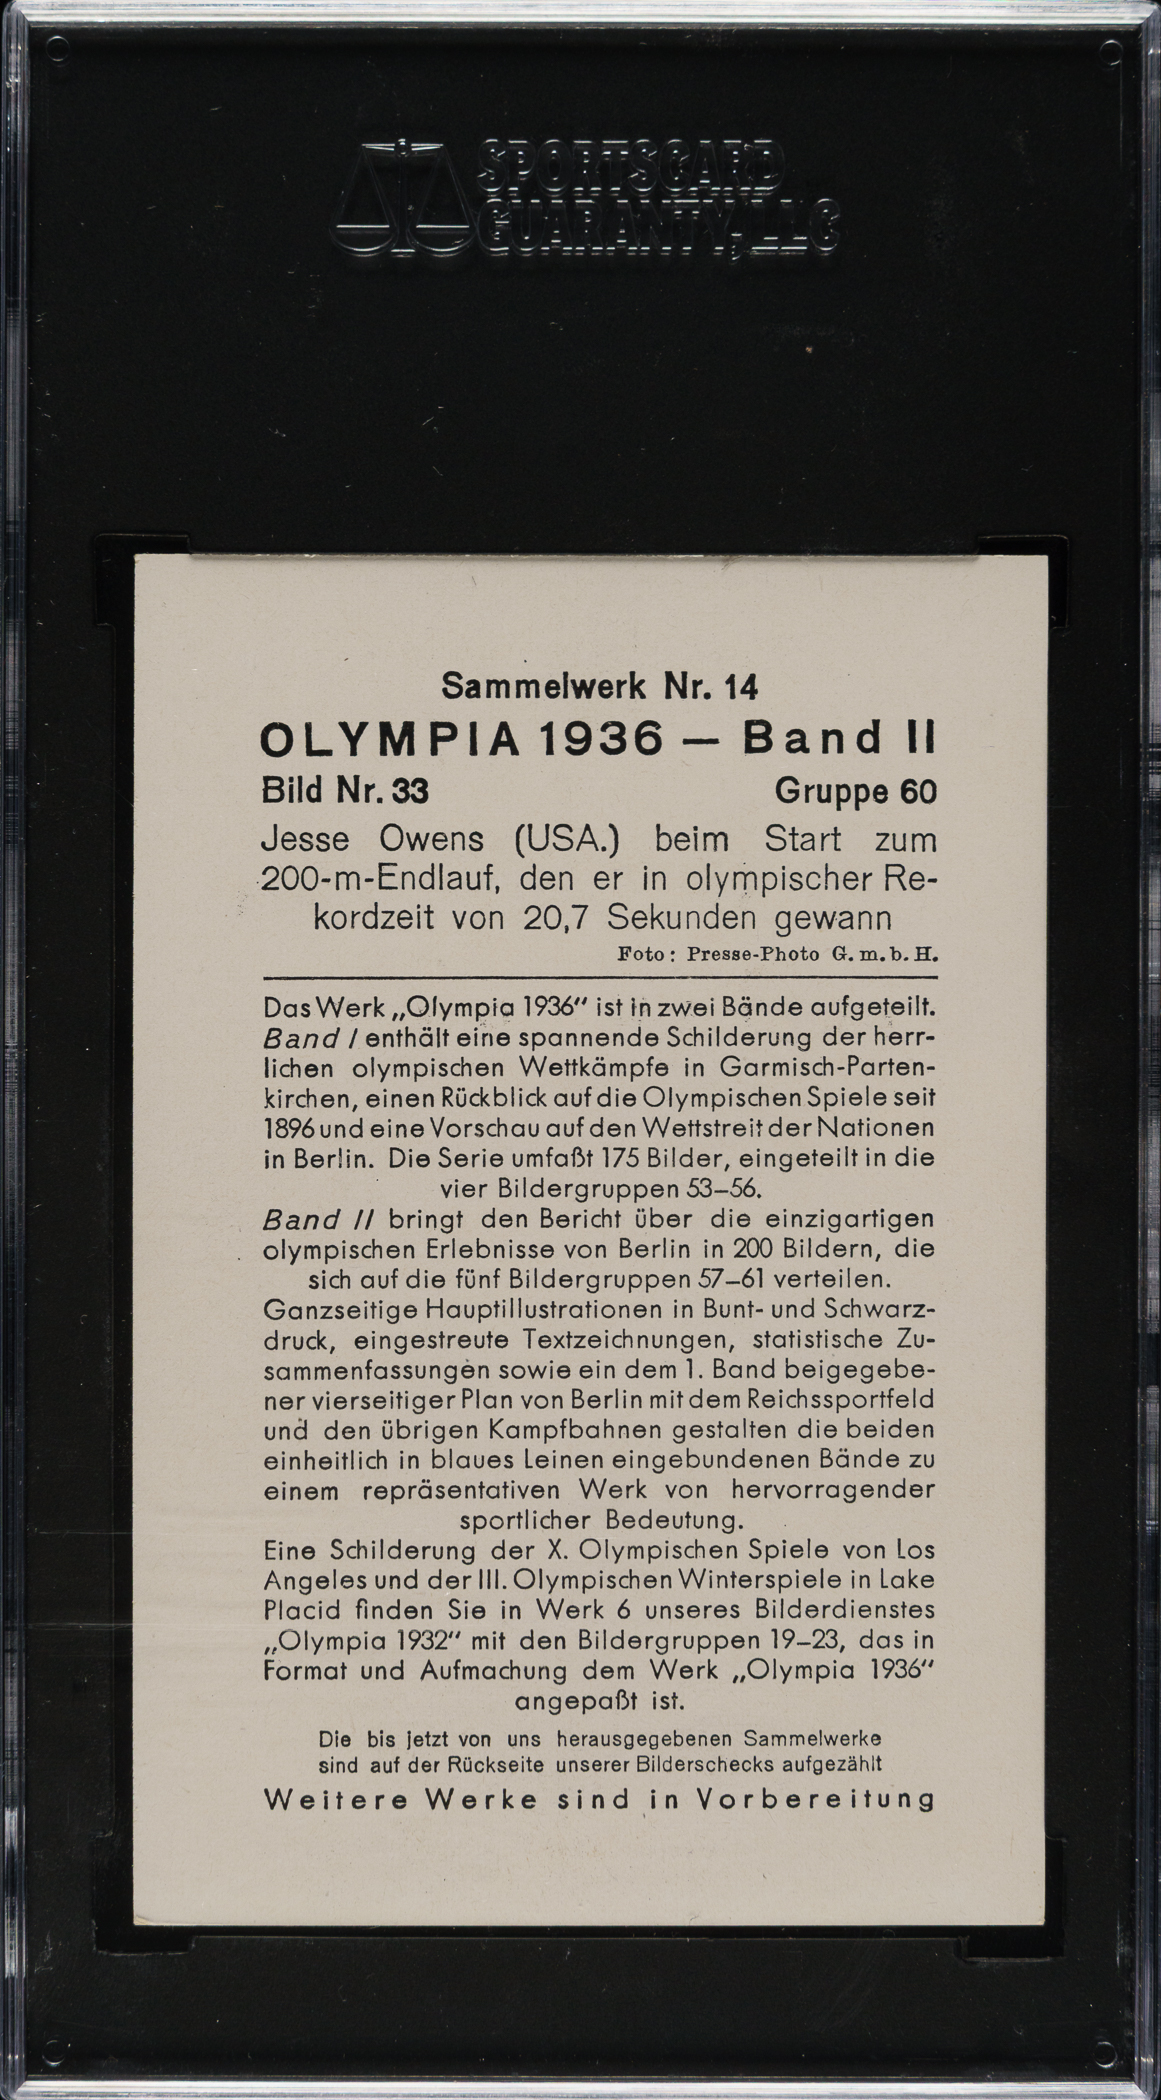 SPORTSCARD
GUARANTY, LLC
Sammelwerk Nr. 14
OLYMPIA 1936 — Band II
Bild Nr. 33 Gruppe 60
Jesse Owens (USA.) beim Start zum
200-m-Endlauf, den er in olympischer Re-
kordzeit von 20,7 Sekunden gewann
Foto: Presse-Photo G. m. b. H.
Das Werk „Olympia 1936“ ist in zwei Bände aufgeteilt.
Band I enthält eine spannende Schilderung der herr-
lichen olympischen Wettkämpfe in Garmisch-Parten-
kirchen, einen Rückblick auf die Olympischen Spiele seit
1896 und eine Vorschau auf den Wettstreit der Nationen
in Berlin. Die Serie umfaßt 175 Bilder, eingeteilt in die
vier Bildergruppen 53–56.
Band II bringt den Bericht über die einzigartigen
olympischen Erlebnisse von Berlin in 200 Bildern, die
sich auf die fünf Bildergruppen 57–61 verteilen.
Ganzseitige Hauptillustrationen in Bunt- und Schwarz-
druck, eingestreute Textzeichnungen, statistische Zu-
sammenfassungen sowie ein dem 1. Band beigegebe-
ner vierseitiger Plan von Berlin mit dem Reichssportfeld
und den übrigen Kampfbahnen gestalten die beiden
einheitlich in blaues Leinen eingebundenen Bände zu
einem repräsentativen Werk von hervorragender
sportlicher Bedeutung.
Eine Schilderung der X. Olympischen Spiele von Los
Angeles und der III. Olympischen Winterspiele in Lake
Placid finden Sie in Werk 6 unseres Bilderdienstes
„Olympia 1932“ mit den Bildergruppen 19–23, das in
Format und Aufmachung dem Werk „Olympia 1936“
angepaßt ist.
Die bis jetzt von uns herausgegebenen Sammelwerke
sind auf der Rückseite unserer Bilderschecks aufgezählt
Weitere Werke sind in Vorbereitung